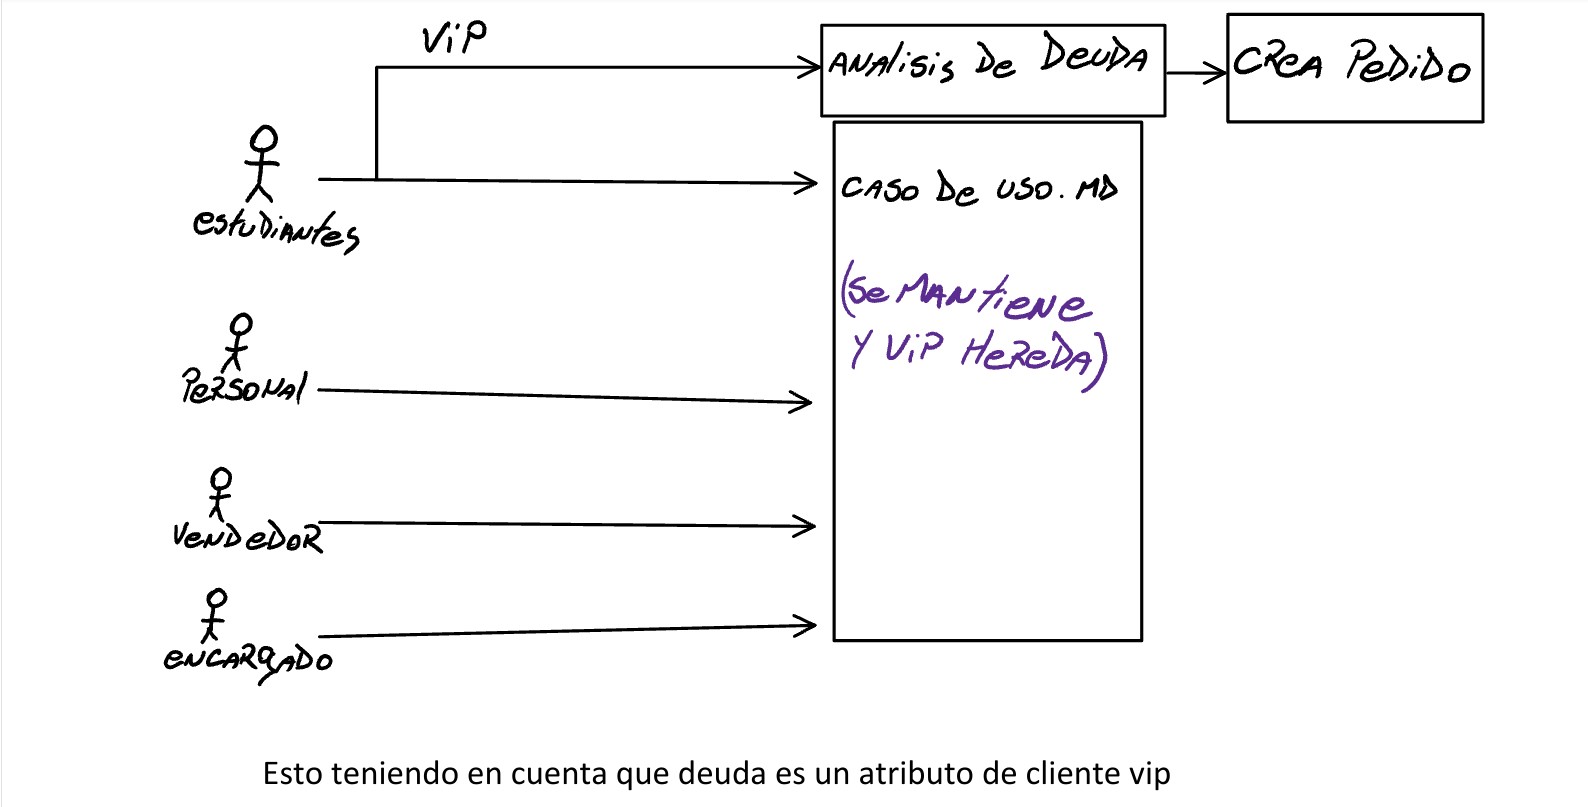 ViP
ANAlisis De DeuDA
CReA PeDiDo
estuDiANtes
CASO De USO.MD
(Se MANtieNe
Y ViP HeReDA)
PeRSONAl
VeNDeDoR
eNCARgADo
Esto teniendo en cuenta que deuda es un atributo de cliente vip